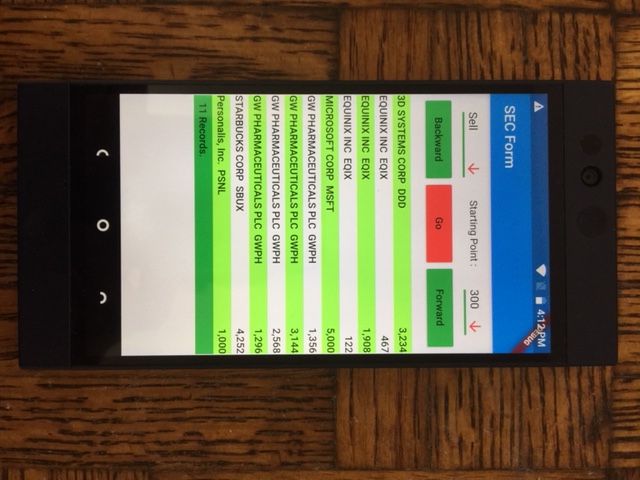 4:12 PM
DEBUG
SEC Form
Sell Starting Point : 300
Backward Go Forward
3D SYSTEMS CORP DDD 3,234
EQUINIX INC EQIX 467
EQUINIX INC EQIX 1,908
EQUINIX INC EQIX 122
MICROSOFT CORP MSFT 5,000
GW PHARMACEUTICALS PLC GWPH 1,356
GW PHARMACEUTICALS PLC GWPH 3,144
GW PHARMACEUTICALS PLC GWPH 2,568
GW PHARMACEUTICALS PLC GWPH 1,296
STARBUCKS CORP SBUX 4,252
Personalis, Inc. PSNL 1,000
11 Records.